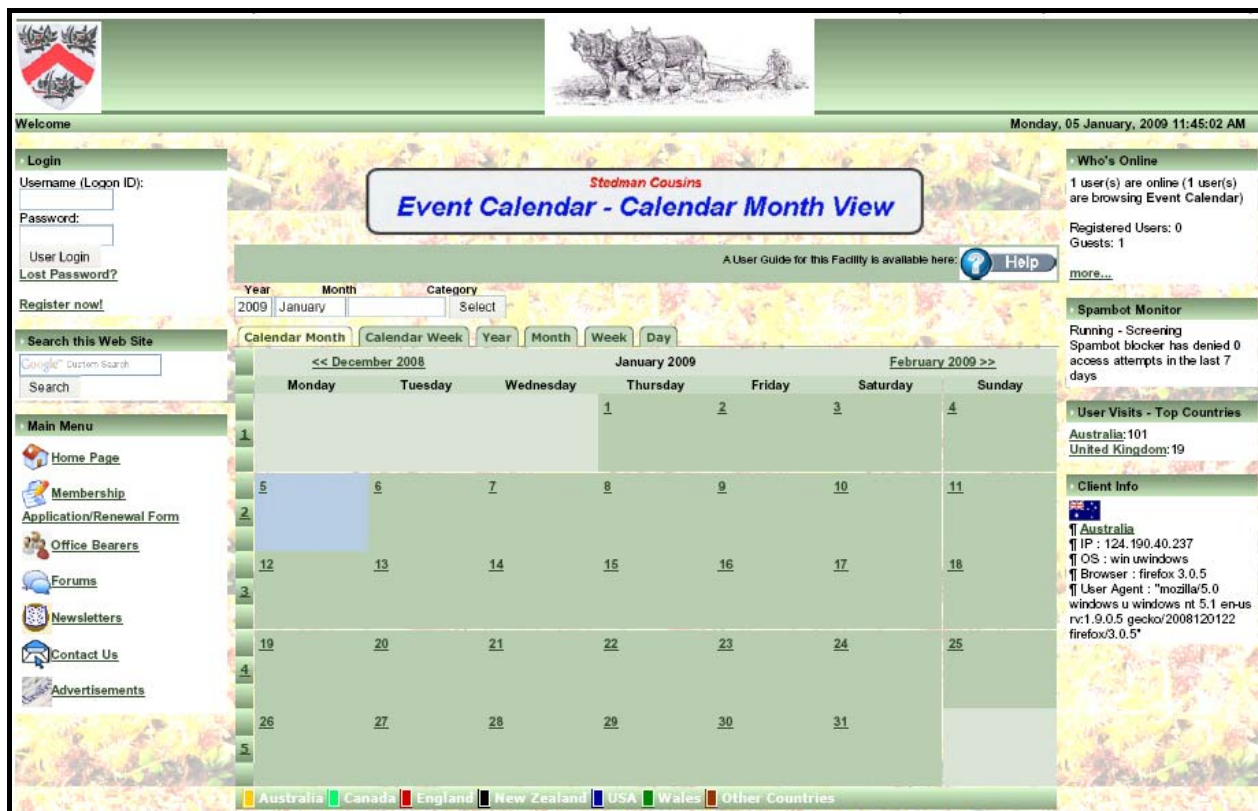 Welcome
Monday, 05 January, 2009 11:45:02 AM
Login
Username (Logon ID):
Password:
User Login
Lost Password?
Register now!
Search this Web Site
Google™ Custom Search
Search
Main Menu
Home Page
Membership
Application/Renewal Form
Office Bearers
Forums
Newsletters
Contact Us
Advertisements
Stedman Cousins
Event Calendar - Calendar Month View
A User Guide for this Facility is available here: Help
Year Month Category
2009 January Select
Calendar Month Calendar Week Year Month Week Day
<< December 2008 January 2009 February 2009 >>
Monday Tuesday Wednesday Thursday Friday Saturday Sunday
1 2 3 4
1
5 6 7 8 9 10 11
2
12 13 14 15 16 17 18
3
19 20 21 22 23 24 25
4
26 27 28 29 30 31
5
Australia Canada England New Zealand USA Wales Other Countries
Who's Online
1 user(s) are online (1 user(s)
are browsing Event Calendar)
Registered Users: 0
Guests: 1
more...
Spambot Monitor
Running - Screening
Spambot blocker has denied 0
access attempts in the last 7
days
User Visits - Top Countries
Australia:101
United Kingdom:19
Client Info
¶ Australia
¶ IP : 124.190.40.237
¶ OS : win uwindows
¶ Browser : firefox 3.0.5
¶ User Agent : "mozilla/5.0
windows u windows nt 5.1 en-us
rv:1.9.0.5 gecko/2008120122
firefox/3.0.5"